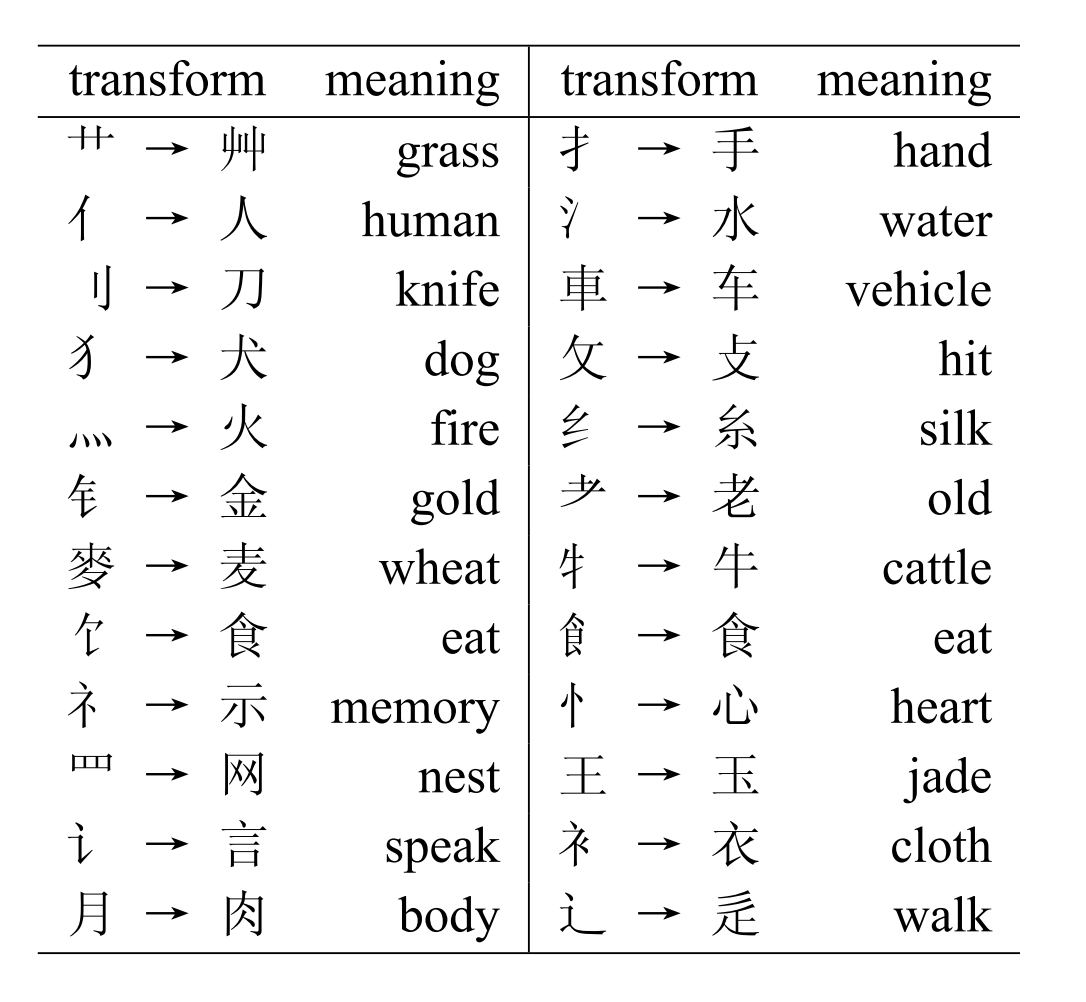 transform meaning transform meaning
艹 → 艸 grass 扌 → 手 hand
亻 → 人 human 氵 → 水 water
刂 → 刀 knife 車 → 车 vehicle
犭 → 犬 dog 攵 → 攴 hit
灬 → 火 fire 纟 → 糸 silk
钅 → 金 gold 耂 → 老 old
麥 → 麦 wheat 牜 → 牛 cattle
饣 → 食 eat 飠 → 食 eat
礻 → 示 memory 忄 → 心 heart
罒 → 网 nest 王 → 玉 jade
讠 → 言 speak 衤 → 衣 cloth
月 → 肉 body 辶 → 辵 walk